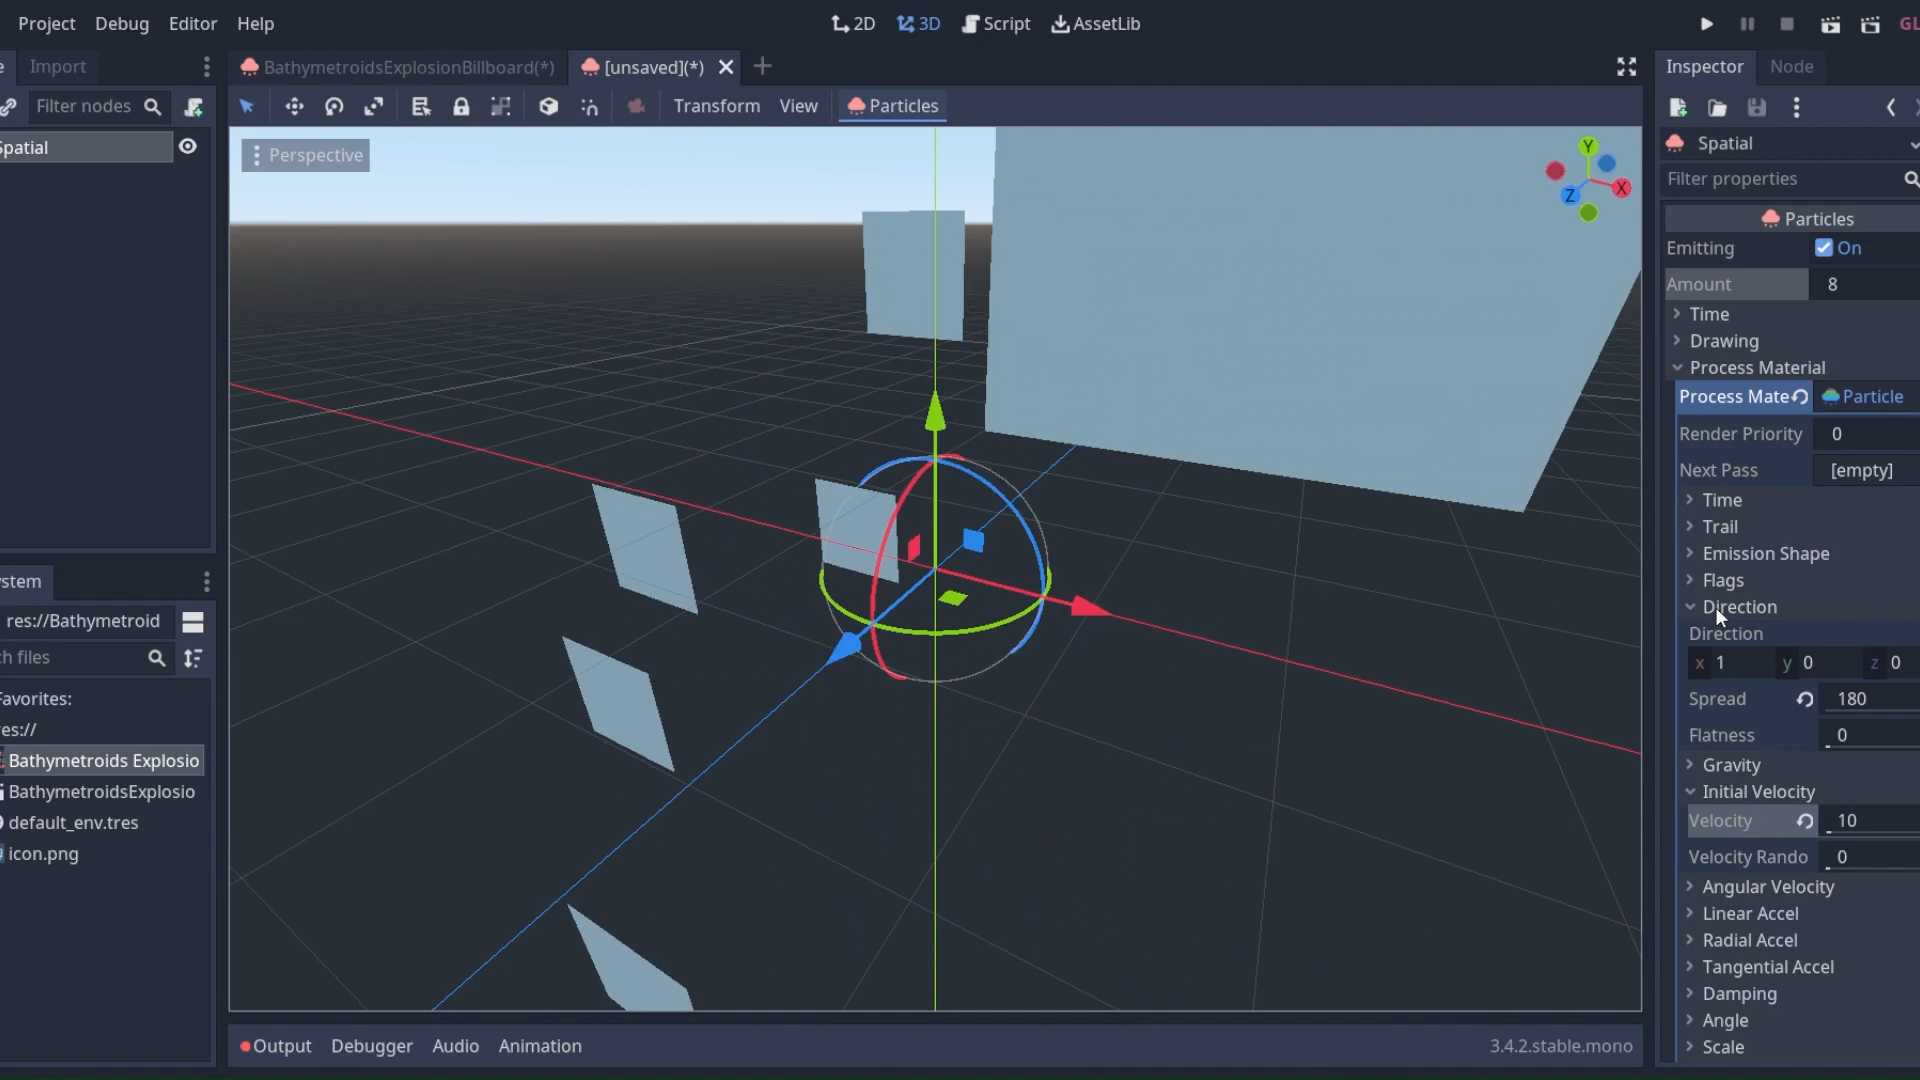 Project Debug Editor Help
2D 3D Script AssetLib
GL
Import
BathymetroidsExplosionBillboard(*)
[unsaved](*)
Inspector Node
Filter nodes
Transform View Particles
Spatial
Perspective
Y
X
Z
Spatial
Filter properties
Particles
Emitting On
Amount 8
Time
Drawing
Process Material
Process Mate Particle
Render Priority 0
Next Pass [empty]
Time
Trail
Emission Shape
Flags
Direction
Direction
x 1 y 0 z 0
Spread 180
Flatness 0
Gravity
Initial Velocity
Velocity 10
Velocity Rando 0
Angular Velocity
Linear Accel
Radial Accel
Tangential Accel
Damping
Angle
Scale
ystem
res://Bathymetroid
ch files
Favorites:
res://
Bathymetroids Explosio
BathymetroidsExplosio
default_env.tres
icon.png
Output Debugger Audio Animation
3.4.2.stable.mono